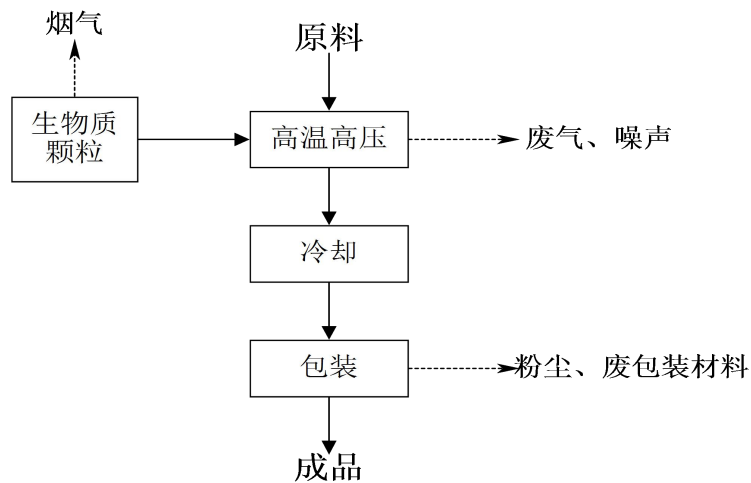 烟气
原料
生物质
颗粒
高温高压
废气、噪声
冷却
包装
粉尘、废包装材料
成品